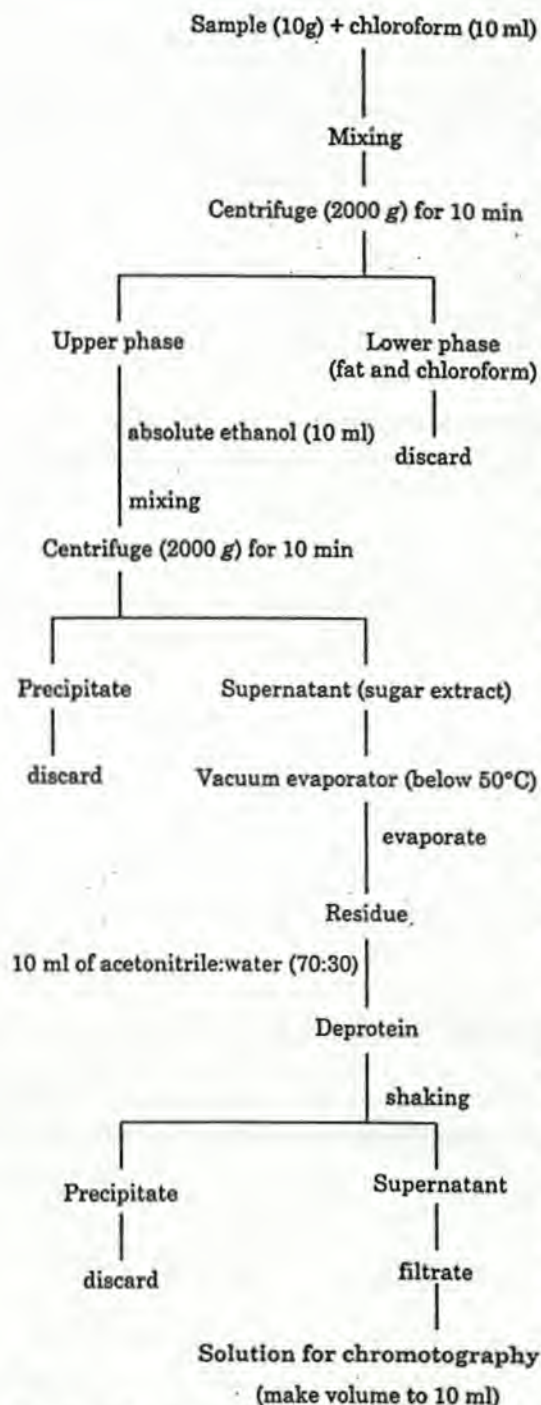 Sample (10g) + chloroform (10 ml)
Mixing
Centrifuge (2000 g) for 10 min
Upper phase
Lower phase
(fat and chloroform)
absolute ethanol (10 ml)
discard
mixing
Centrifuge (2000 g) for 10 min
Precipitate
Supernatant (sugar extract)
discard
Vacuum evaporator (below 50°C)
evaporate
Residue
10 ml of acetonitrile:water (70:30)
Deprotein
shaking
Precipitate
Supernatant
discard
filtrate
Solution for chromotography
(make volume to 10 ml)